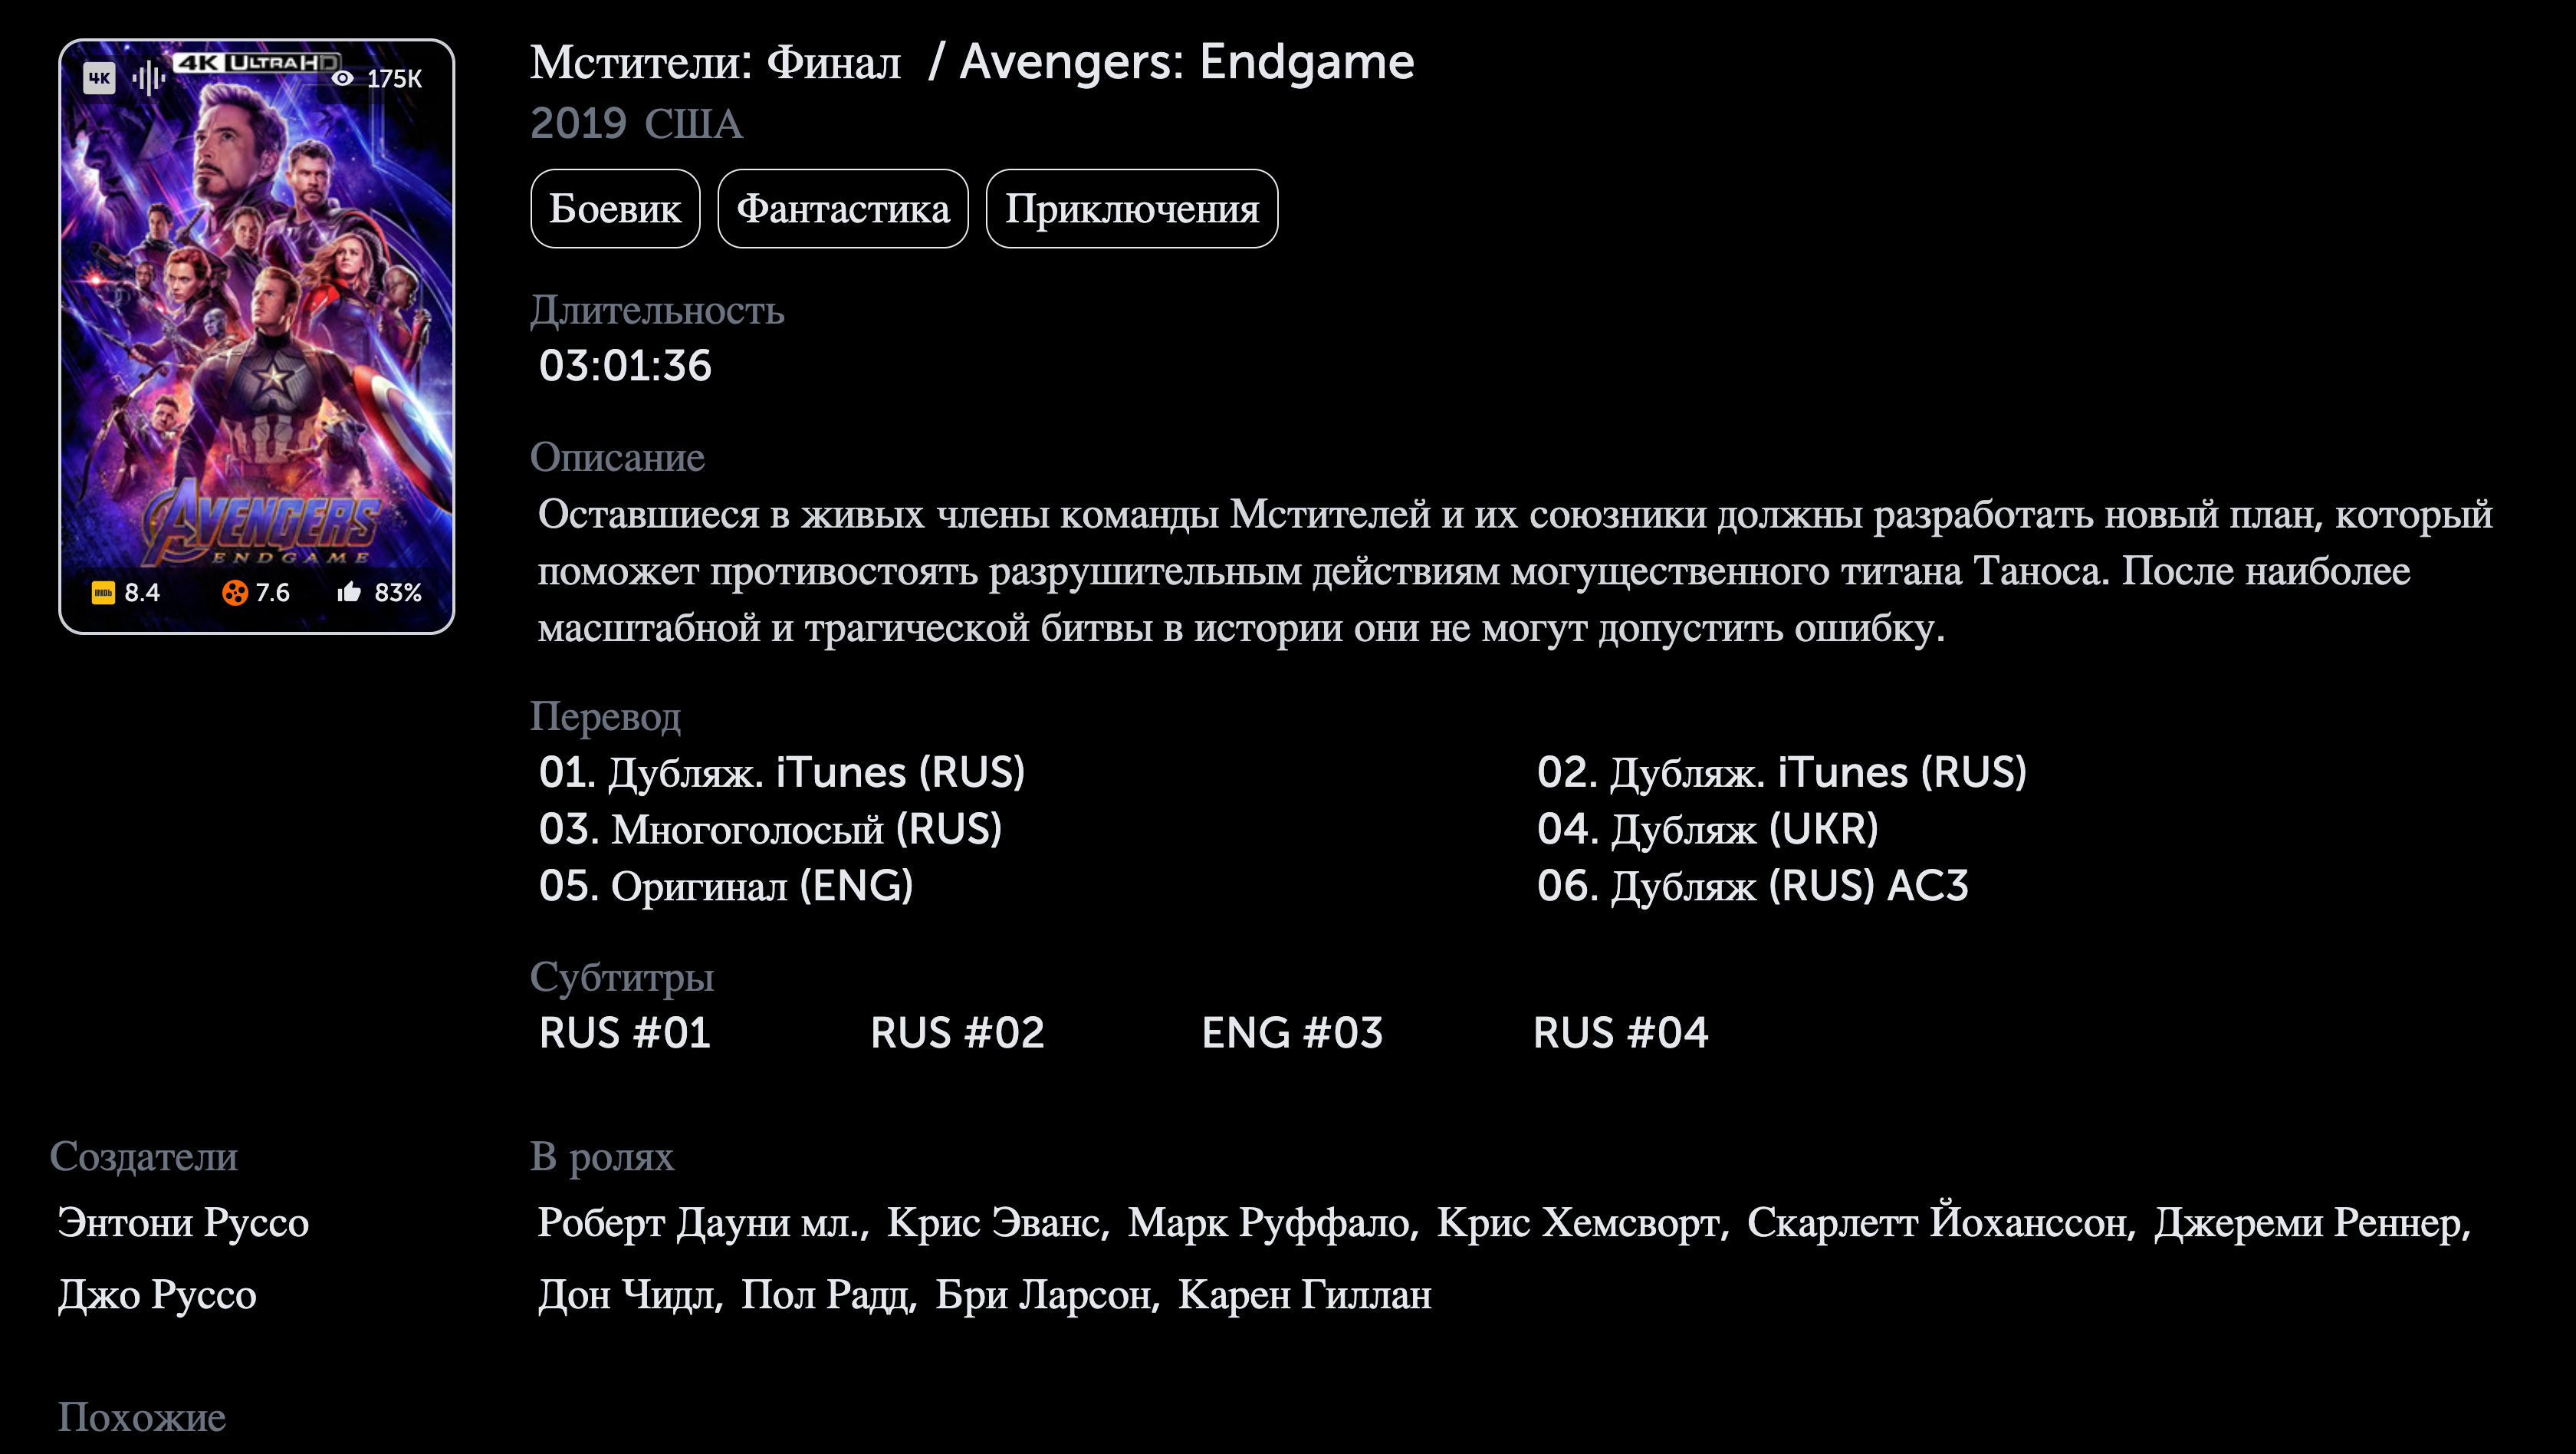 4K 4K ULTRA HD 175K
AVENGERS
ENDGAME
IMDb 8.4 7.6 83%
Мстители: Финал / Avengers: Endgame
2019 США
Боевик Фантастика Приключения
Длительность
03:01:36
Описание
Оставшиеся в живых члены команды Мстителей и их союзники должны разработать новый план, который
поможет противостоять разрушительным действиям могущественного титана Таноса. После наиболее
масштабной и трагической битвы в истории они не могут допустить ошибку.
Перевод
01. Дубляж. iTunes (RUS) 02. Дубляж. iTunes (RUS)
03. Многоголосый (RUS) 04. Дубляж (UKR)
05. Оригинал (ENG) 06. Дубляж (RUS) AC3
Субтитры
RUS #01 RUS #02 ENG #03 RUS #04
Создатели
Энтони Руссо
Джо Руссо
В ролях
Роберт Дауни мл., Крис Эванс, Марк Руффало, Крис Хемсворт, Скарлетт Йоханссон, Джереми Реннер,
Дон Чидл, Пол Радд, Бри Ларсон, Карен Гиллан
Похожие